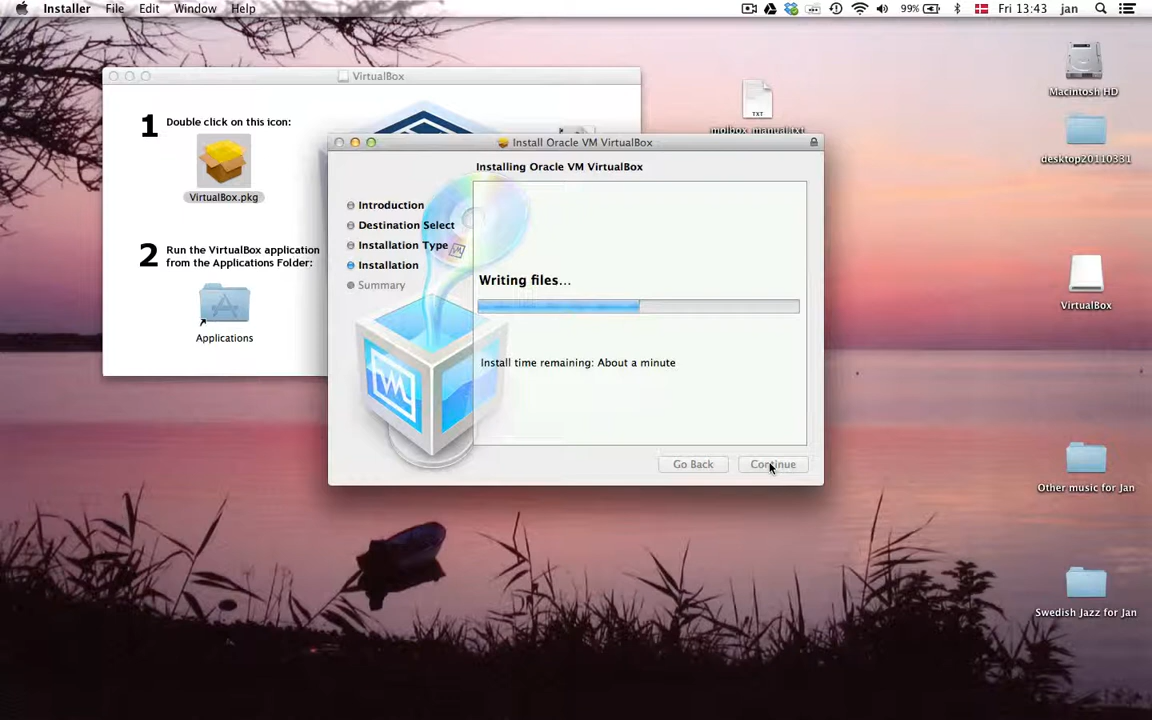 Installer File Edit Window Help
99% Fri 13:43 jan
VirtualBox
1 Double click on this icon:
VirtualBox.pkg
2 Run the VirtualBox application
from the Applications Folder:
Applications
TXT
molbox_manual.txt
Install Oracle VM VirtualBox
Installing Oracle VM VirtualBox
Introduction
Destination Select
Installation Type
Installation
Summary
Writing files...
Install time remaining: About a minute
Go Back Continue
Macintosh HD
desktop20110331
VirtualBox
Other music for Jan
Swedish Jazz for Jan